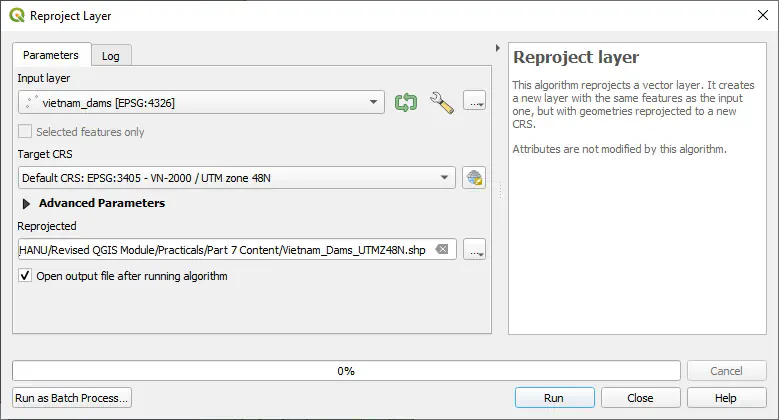 Reproject Layer
Parameters
Log
Input layer
vietnam_dams [EPSG:4326]
...
Selected features only
Target CRS
Default CRS: EPSG:3405 - VN-2000 / UTM zone 48N
Advanced Parameters
Reprojected
HANU/Revised QGIS Module/Practicals/Part 7 Content/Vietnam_Dams_UTMZ48N.shp
...
Open output file after running algorithm
Reproject layer
This algorithm reprojects a vector layer. It creates
a new layer with the same features as the input
one, but with geometries reprojected to a new
CRS.
Attributes are not modified by this algorithm.
0%
Cancel
Run as Batch Process...
Run
Close
Help